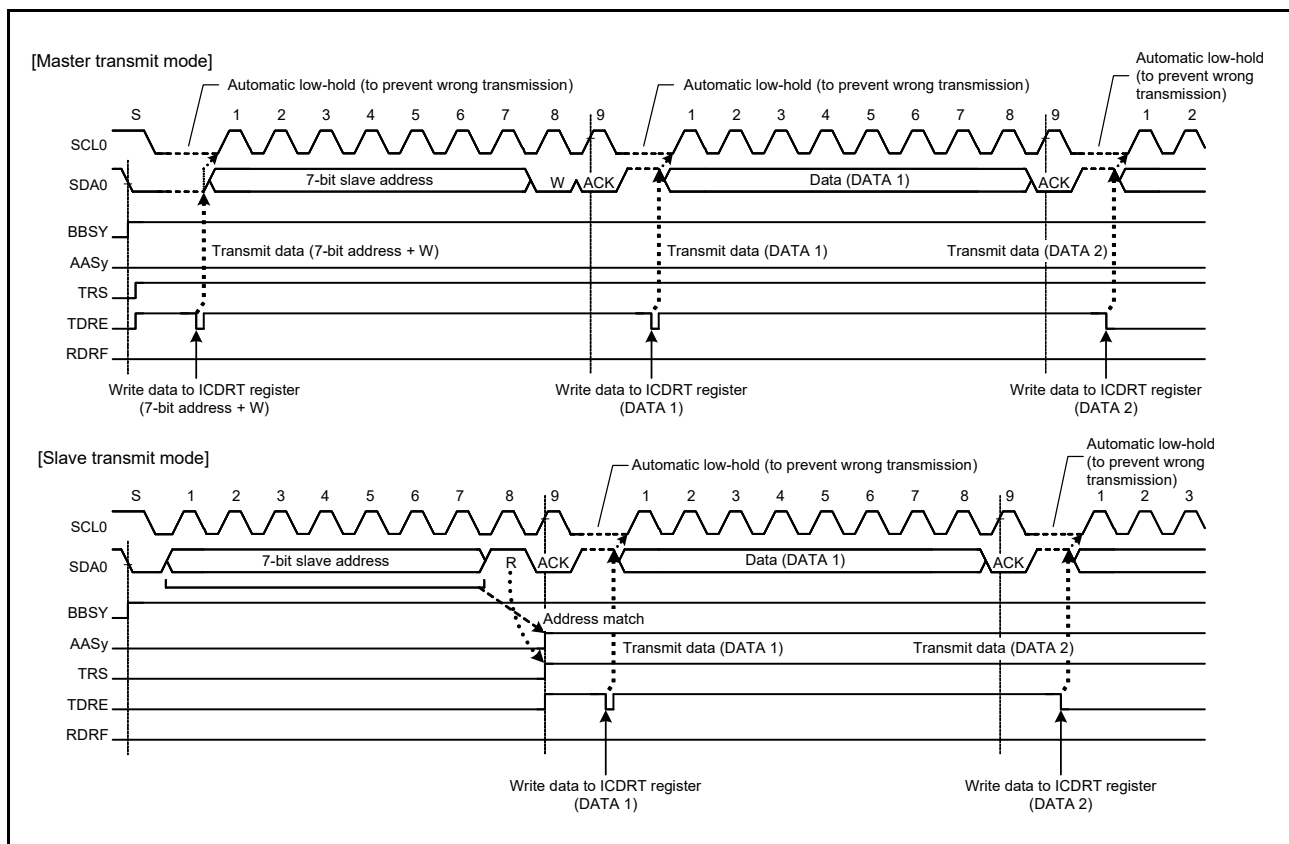 [Master transmit mode]
Automatic low-hold (to prevent wrong transmission)
Automatic low-hold (to prevent wrong transmission)
Automatic low-hold
(to prevent wrong
transmission)
S 1 2 3 4 5 6 7 8 9 1 2 3 4 5 6 7 8 9 1 2
SCL0
SDA0 7-bit slave address W ACK Data (DATA 1) ACK
BBSY
Transmit data (7-bit address + W) Transmit data (DATA 1) Transmit data (DATA 2)
AASy
TRS
TDRE
RDRF
Write data to ICDRT register
(7-bit address + W)
Write data to ICDRT register
(DATA 1)
Write data to ICDRT register
(DATA 2)
[Slave transmit mode]
Automatic low-hold (to prevent wrong transmission)
Automatic low-hold
(to prevent wrong
transmission)
S 1 2 3 4 5 6 7 8 9 1 2 3 4 5 6 7 8 9 1 2 3
SCL0
SDA0 7-bit slave address R ACK Data (DATA 1) ACK
BBSY
Address match
AASy
Transmit data (DATA 1) Transmit data (DATA 2)
TRS
TDRE
RDRF
Write data to ICDRT register
(DATA 1)
Write data to ICDRT register
(DATA 2)